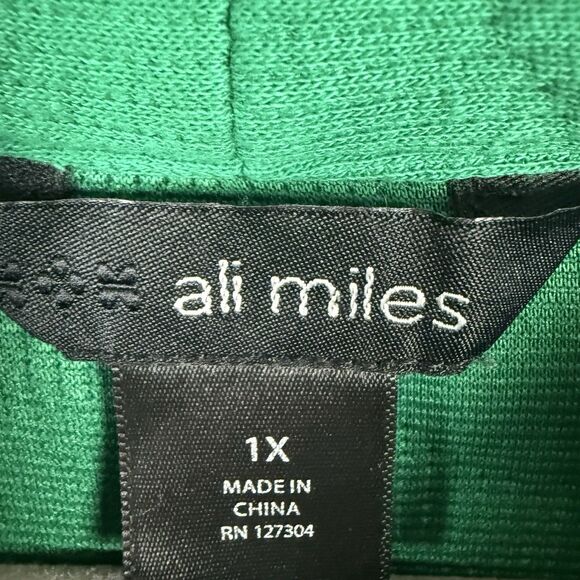 ali miles
1X
MADE IN
CHINA
RN 127304